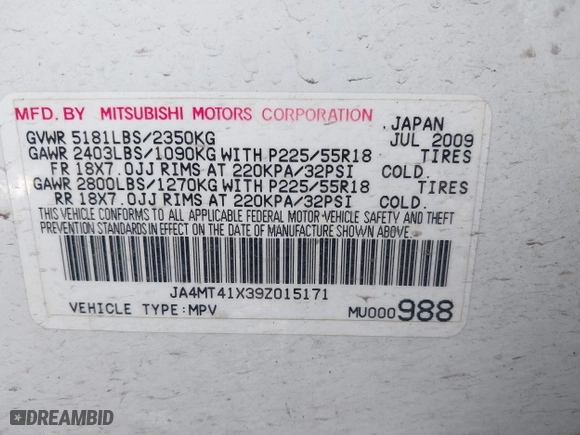 MFD. BY MITSUBISHI MOTORS CORPORATION JAPAN
GVWR 5181LBS/2350KG JUL 2009
GAWR 2403LBS/1090KG WITH P225/55R18 TIRES
FR 18X7.0JJ RIMS AT 220KPA/32PSI COLD.
GAWR 2800LBS/1270KG WITH P225/55R18 TIRES
RR 18X7.0JJ RIMS AT 220KPA/32PSI COLD.
THIS VEHICLE CONFORMS TO ALL APPLICABLE FEDERAL MOTOR-VEHICLE SAFETY AND THEFT
PREVENTION STANDARDS IN EFFECT ON THE DATE OF MANUFACTURE SHOWN ABOVE.
JA4MT41X39Z015171
VEHICLE TYPE:MPV MU000988
DREAMBID